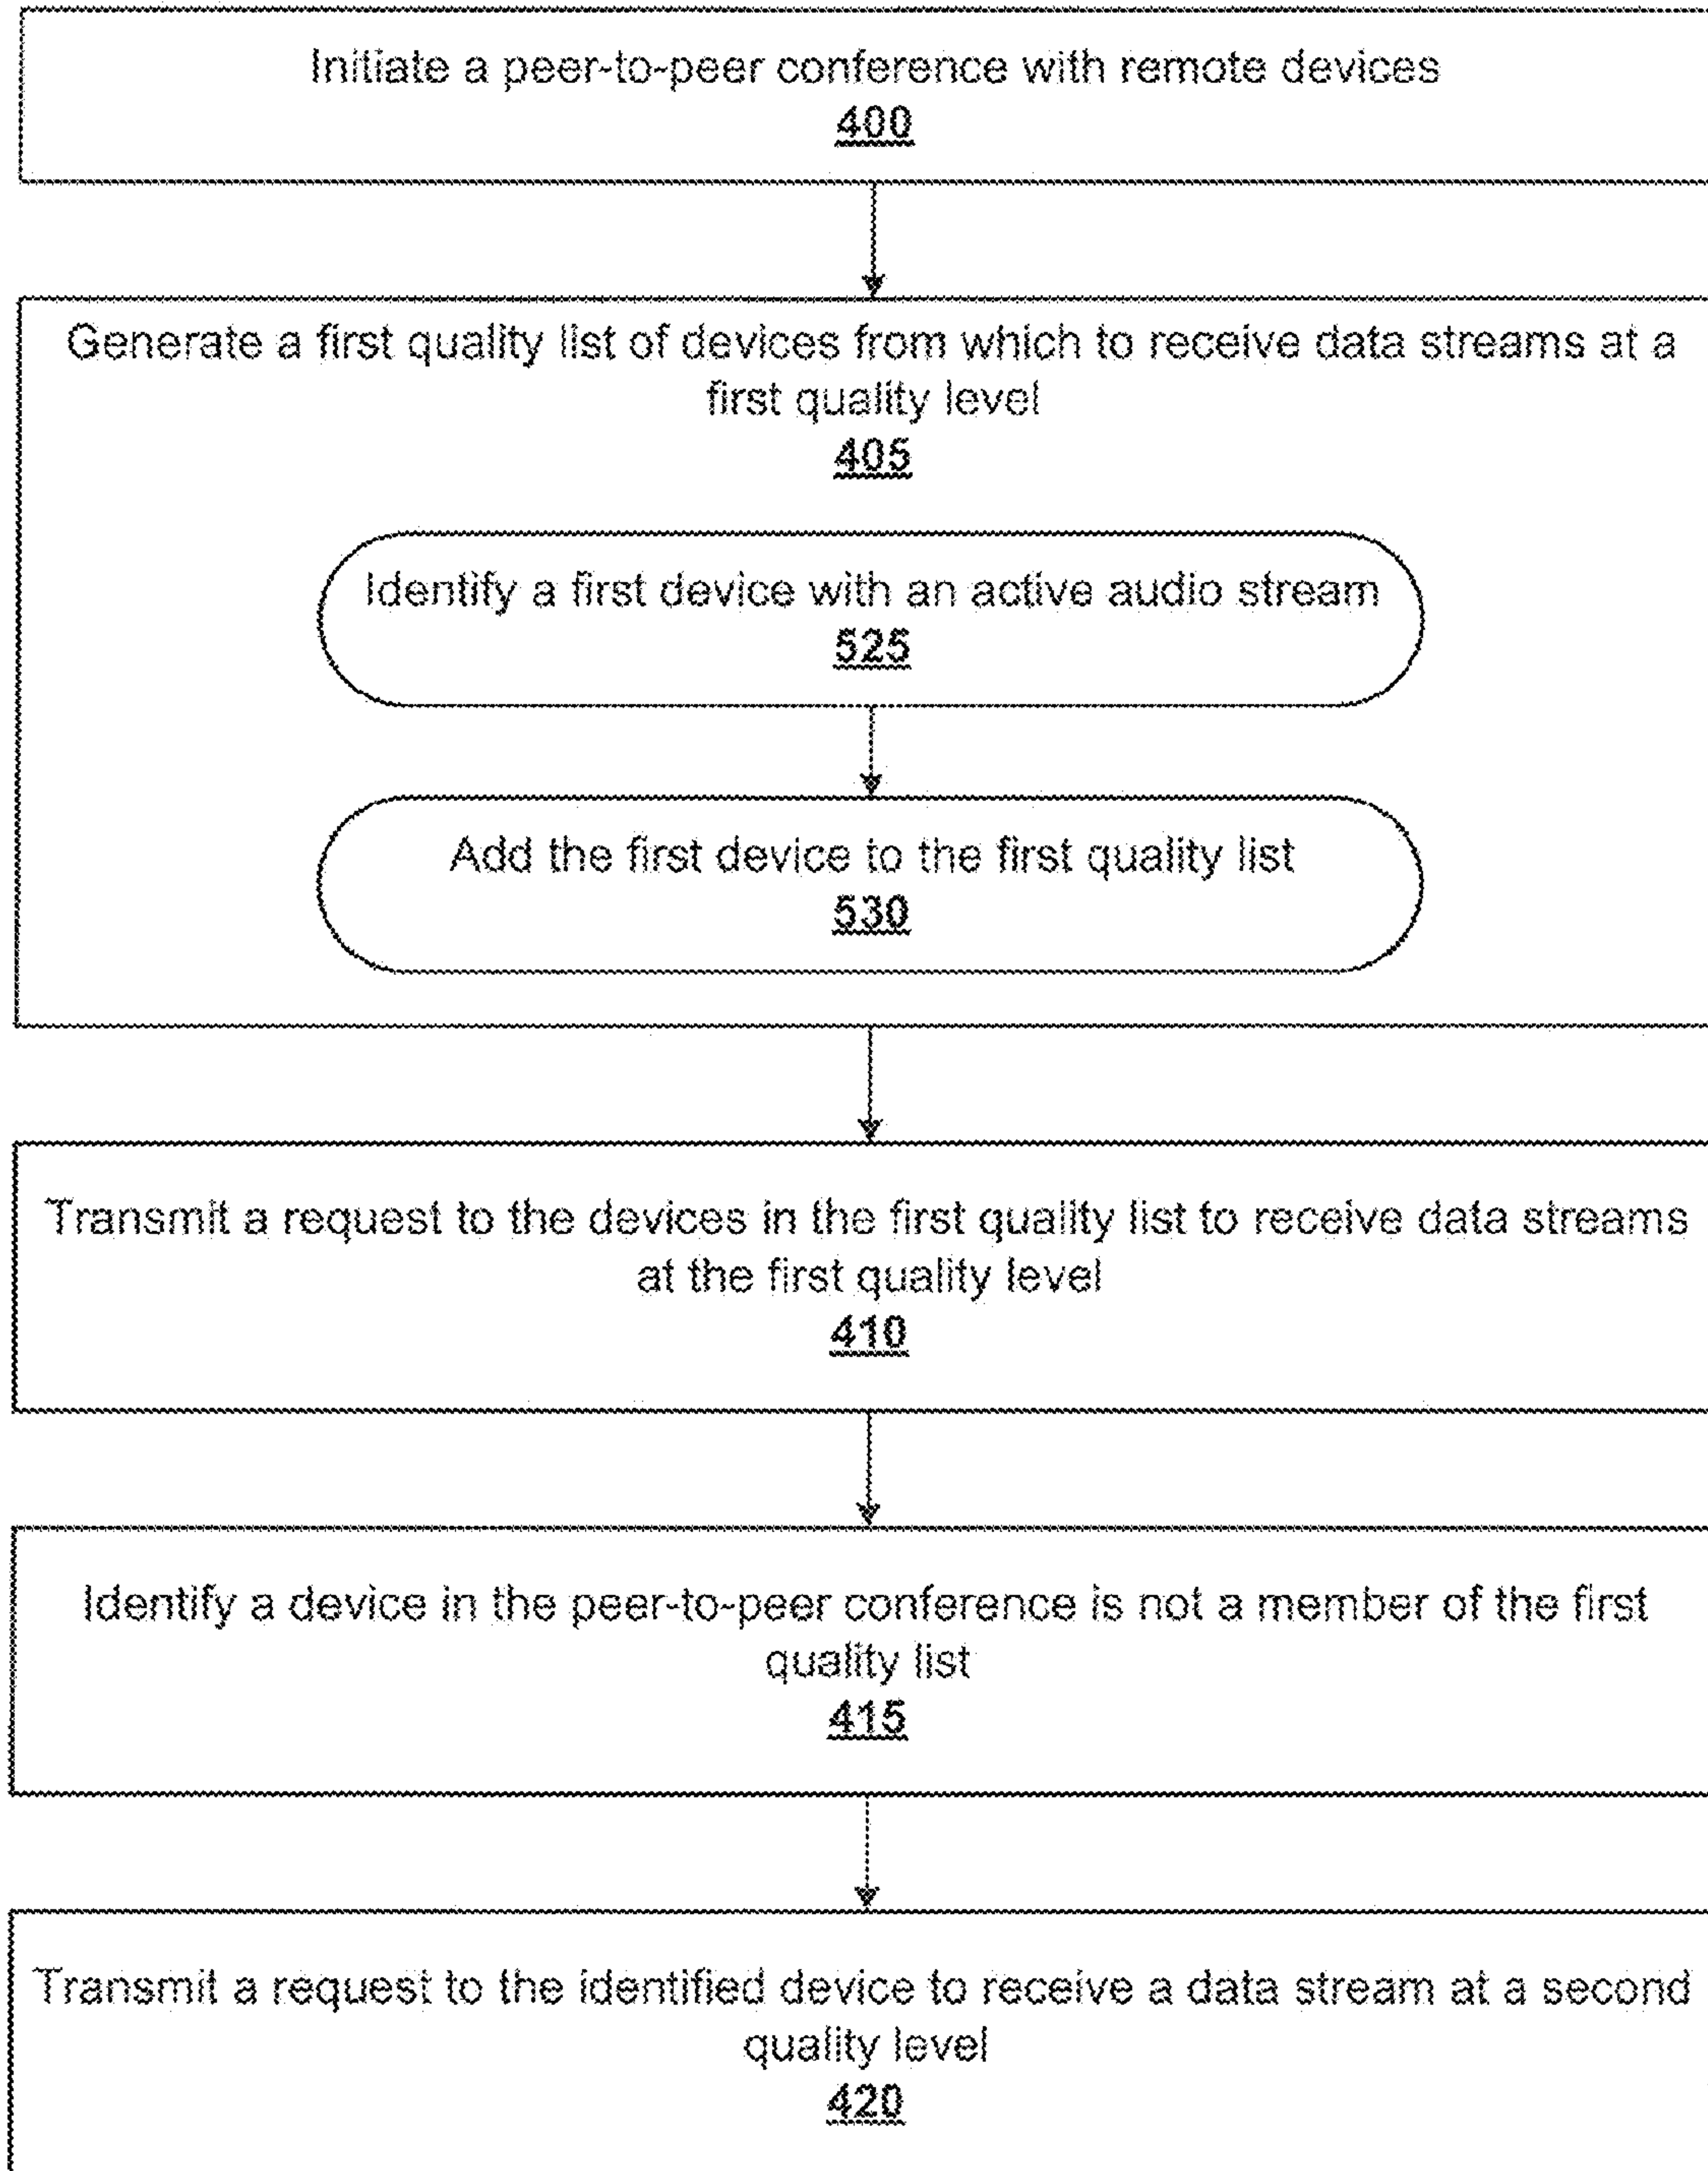 Initiate a peer-to-peer conference with remote devices
400
Generate a first quality list of devices from which to receive data streams at a
first quality level
405
Identify a first device with an active audio stream
525
Add the first device to the first quality list
530
Transmit a request to the devices in the first quality list to receive data streams
at the first quality level
410
Identify a device in the peer-to-peer conference is not a member of the first
quality list
415
Transmit a request to the identified device to receive a data stream at a second
quality level
420